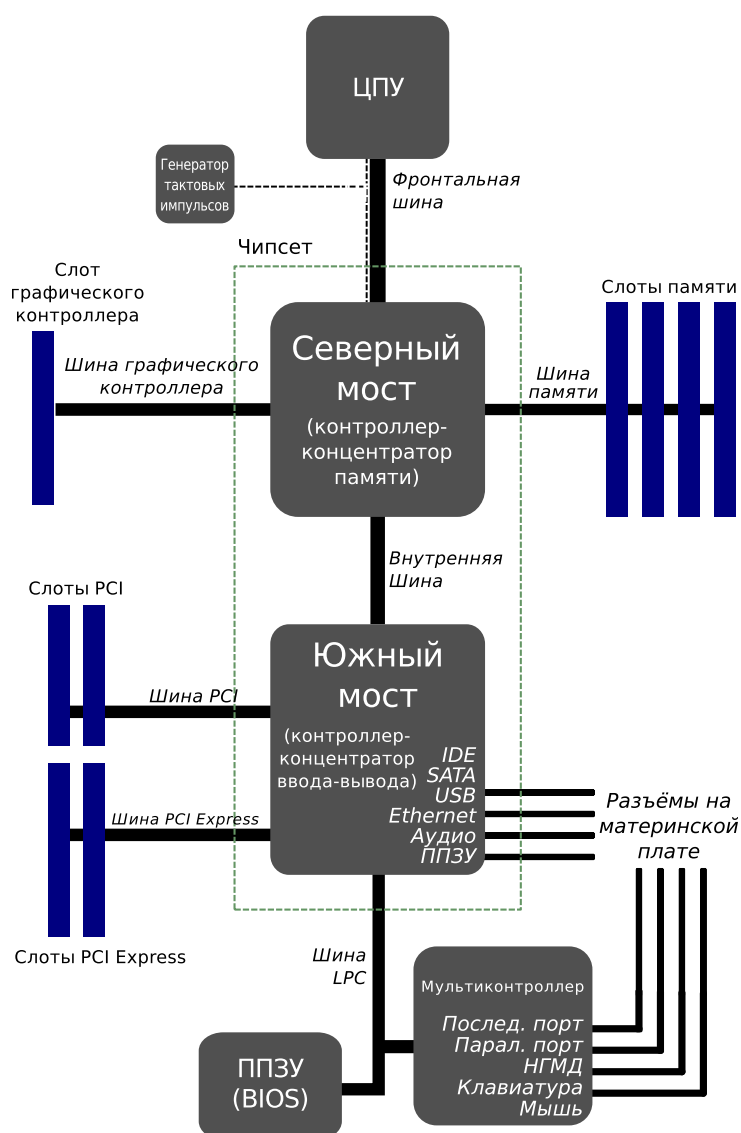 ЦПУ
Генератор
тактовых
импульсов
Фронтальная
шина
Чипсет
Слот
графического
контроллера
Слоты памяти
Шина графического
контроллера
Северный
мост
(контроллер-
концентратор
памяти)
Шина
памяти
Внутренняя
Шина
Слоты PCI
Шина PCI
Южный
мост
(контроллер-
концентратор
ввода-вывода)
IDE
SATA
USB
Ethernet
Аудио
ППЗУ
Разъёмы на
материнской
плате
Шина PCI Express
Слоты PCI Express
Шина
LPC
Мультиконтроллер
Послед. порт
Парал. порт
НГМД
Клавиатура
Мышь
ППЗУ
(BIOS)